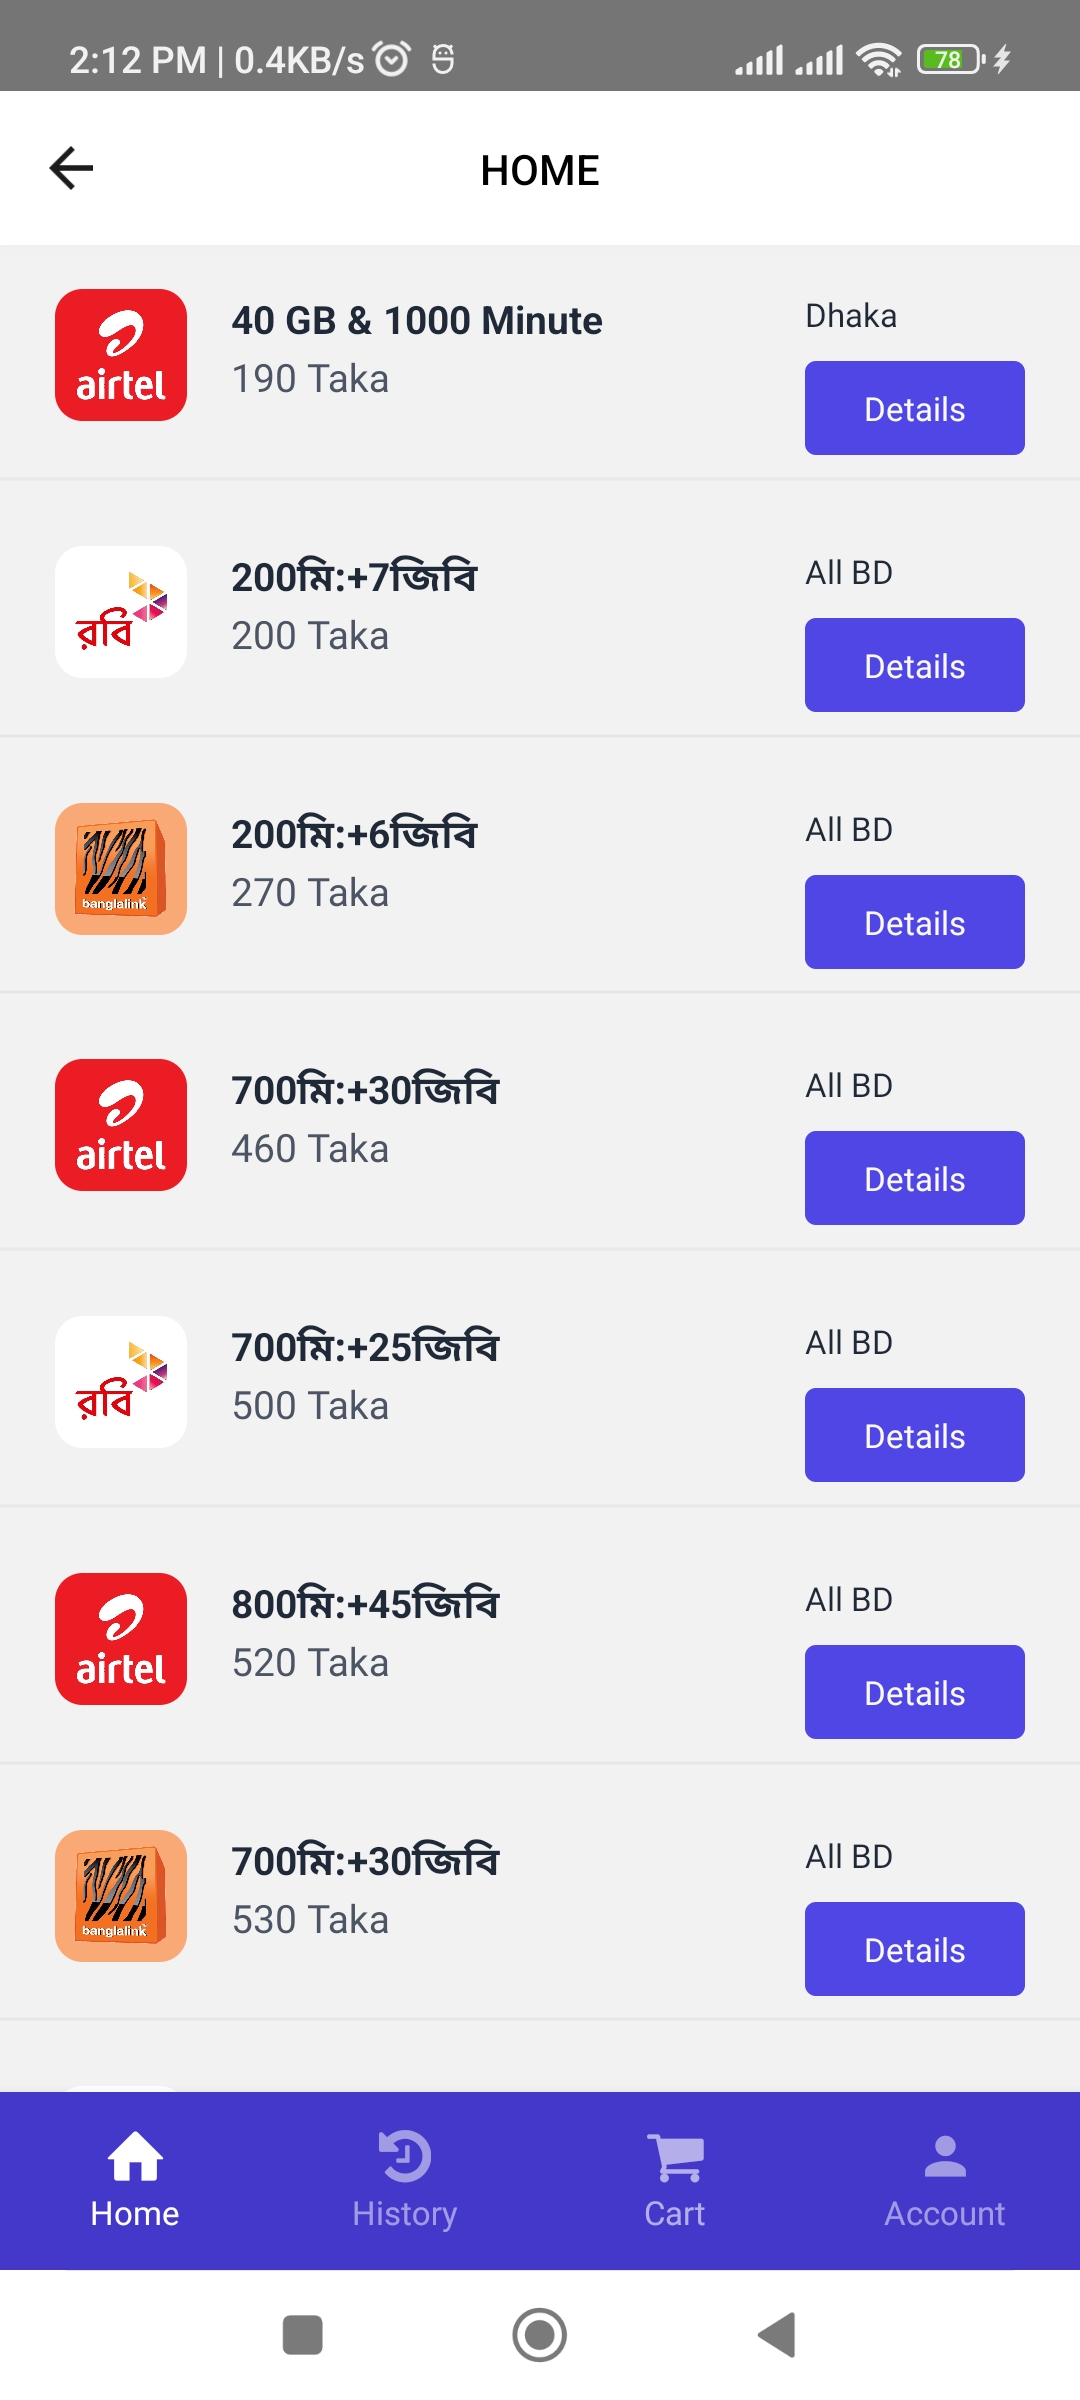 2:12 PM | 0.4KB/s
78
HOME
airtel
40 GB & 1000 Minute
190 Taka
Dhaka
Details
রবি
200মি:+7জিবি
200 Taka
All BD
Details
banglalink
200মি:+6জিবি
270 Taka
All BD
Details
airtel
700মি:+30জিবি
460 Taka
All BD
Details
রবি
700মি:+25জিবি
500 Taka
All BD
Details
airtel
800মি:+45জিবি
520 Taka
All BD
Details
banglalink
700মি:+30জিবি
530 Taka
All BD
Details
Home
History
Cart
Account